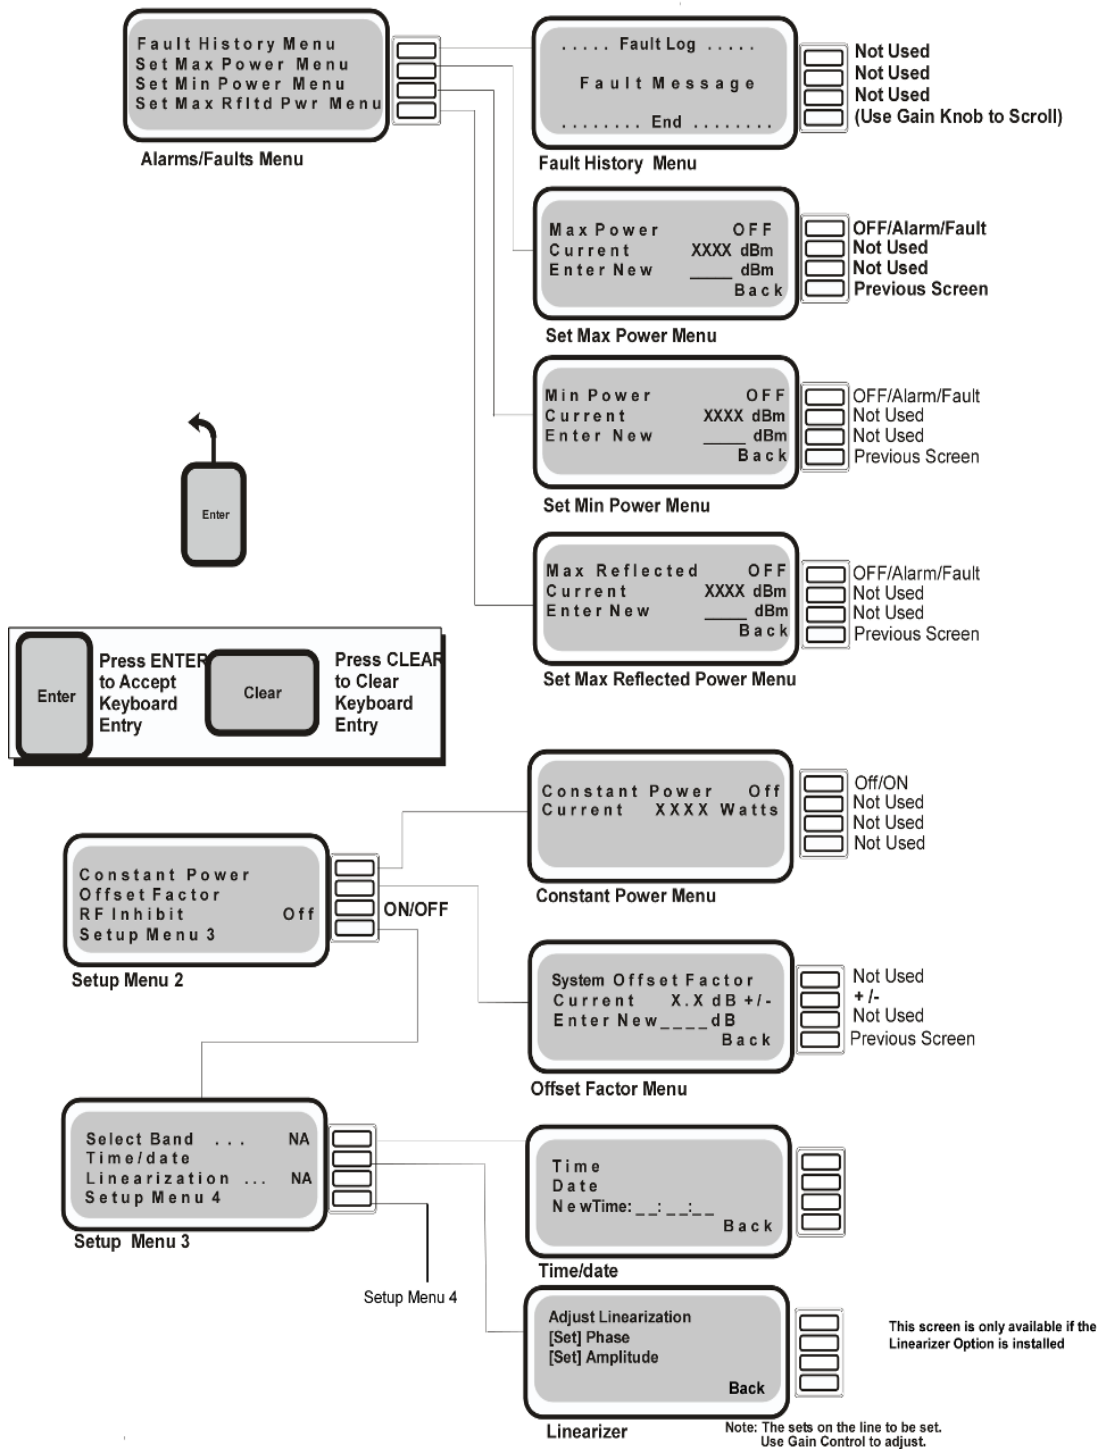 Fault History Menu
Set Max Power Menu
Set Min Power Menu
Set Max Rfltd Pwr Menu
Alarms/Faults Menu
..... Fault Log .....
Fault Message
........ End ........
Not Used
Not Used
Not Used
(Use Gain Knob to Scroll)
Fault History Menu
Max Power OFF
Current XXXX dBm
Enter New ____ dBm
Back
OFF/Alarm/Fault
Not Used
Not Used
Previous Screen
Set Max Power Menu
Min Power OFF
Current XXXX dBm
Enter New ____ dBm
Back
OFF/Alarm/Fault
Not Used
Not Used
Previous Screen
Set Min Power Menu
Enter
Max Reflected OFF
Current XXXX dBm
Enter New ____ dBm
Back
OFF/Alarm/Fault
Not Used
Not Used
Previous Screen
Set Max Reflected Power Menu
Enter
Press ENTER
to Accept
Keyboard
Entry
Clear
Press CLEAR
to Clear
Keyboard
Entry
Constant Power Off
Current XXXX Watts
Off/ON
Not Used
Not Used
Not Used
Constant Power Menu
Constant Power
Offset Factor
RF Inhibit Off
Setup Menu 3
ON/OFF
Setup Menu 2
System Offset Factor
Current X.X dB +/-
Enter New____dB
Back
Not Used
+ /-
Not Used
Previous Screen
Offset Factor Menu
Select Band ... NA
Time/date
Linearization ... NA
Setup Menu 4
Setup Menu 3
Setup Menu 4
Time
Date
NewTime:__:__:__
Back
Time/date
Adjust Linearization
[Set] Phase
[Set] Amplitude
Back
This screen is only available if the
Linearizer Option is installed
Linearizer
Note: The sets on the line to be set.
Use Gain Control to adjust.